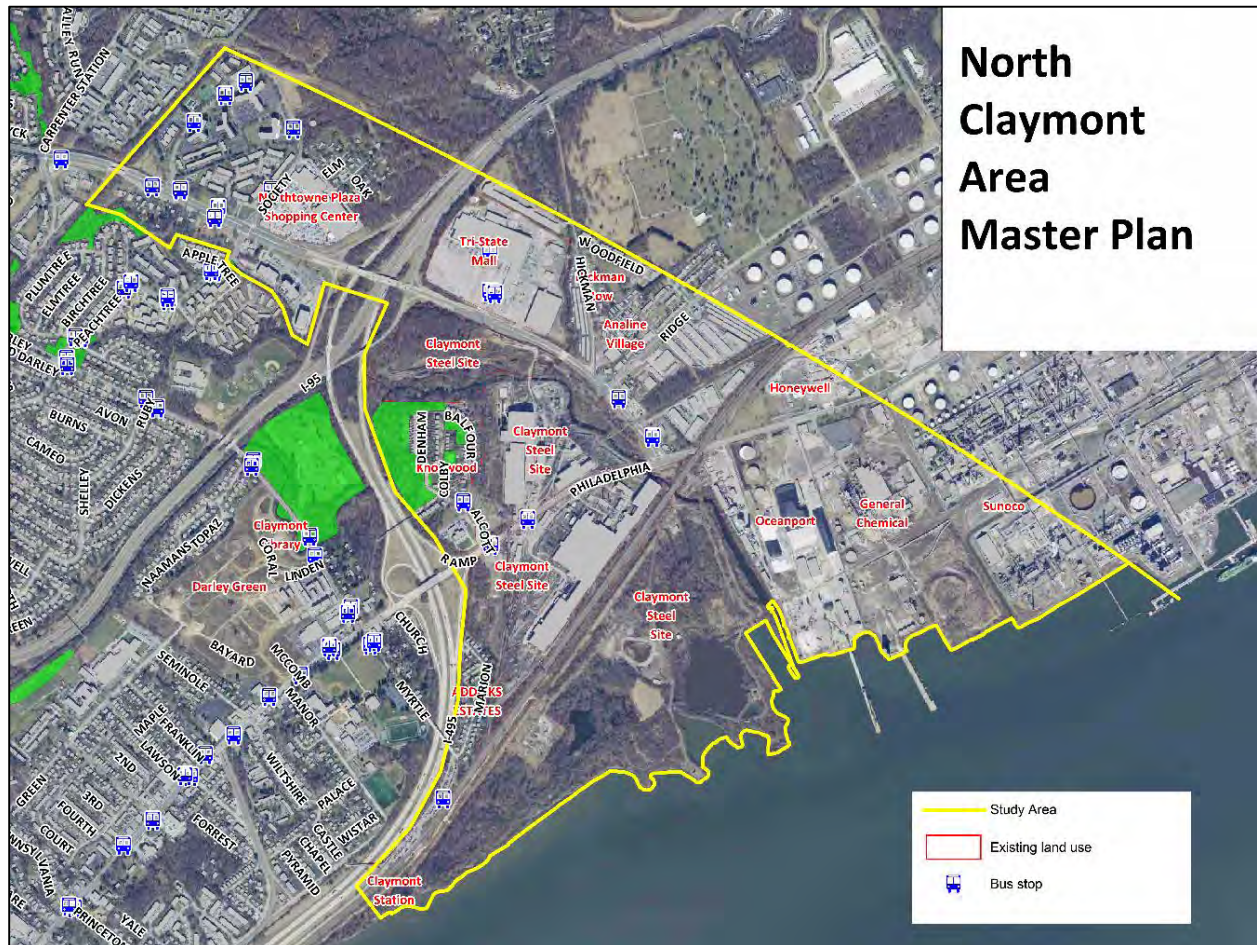 North
Claymont
Area
Master Plan
CARPENTER STATION
ELM
OAK
SOCIETY
Northtowne Plaza
Shopping Center
Tri-State
Mall
WOODFIELD
HICKMAN
RIDGE
Analine
Village
APPLETREE
PLUMTREE
ELMTREE
BIRCHTREE
PEACHTREE
Claymont
Steel Site
Honeywell
I-95
BURNS
AVON
RUBY
CAMEO
SHELLEY
DICKENS
DENHAM
BALFOUR
COLBY
Claymont
Steel
Site
PHILADELPHIA
ALCOTT
Oceanport
General
Chemical
Sunoco
NAAMANS
TOPAZ
Claymont
Library
CORAL
LINDEN
Darley Green
RAMP
Claymont
Steel Site
Claymont
Steel
Site
CHURCH
BAYARD
MCCOMB
MANOR
SEMINOLE
MYRTLE
MARION
I-495
MAPLE
FRANKLIN
LAWSON
2ND
3RD
FOURTH
COURT
GREEN
WILTSHIRE
PALACE
WISTAR
CASTLE
CHAPEL
PYRAMID
FORREST
YALE
Claymont
Station
Study Area
Existing land use
Bus stop